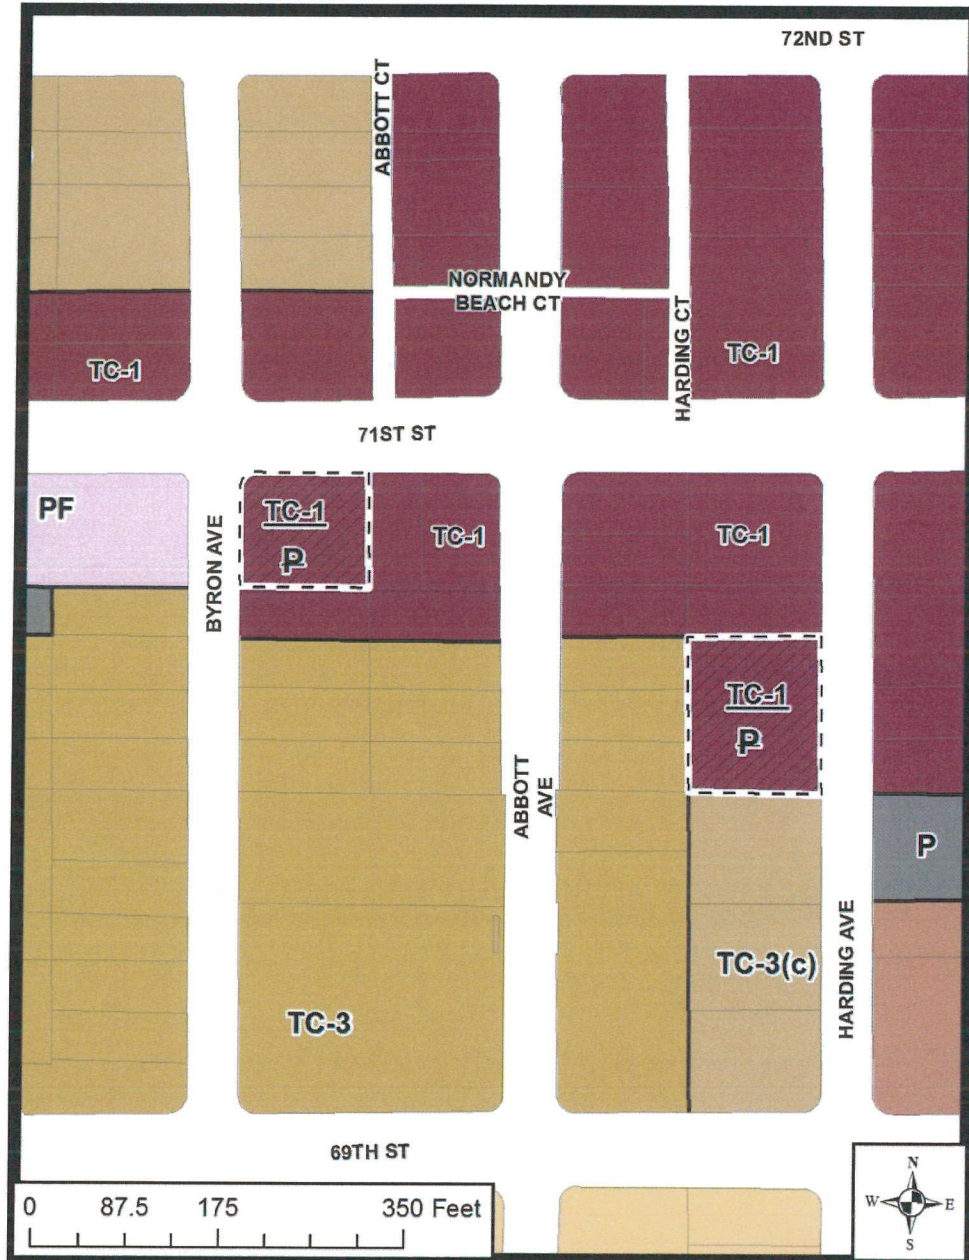 72ND ST
ABBOTT CT
NORMANDY
BEACH CT
HARDING CT
TC-1
TC-1
71ST ST
PF
BYRON AVE
TC-1
P
TC-1
TC-1
TC-1
P
ABBOTT
AVE
P
TC-3(c)
HARDING AVE
TC-3
69TH ST
0 87.5 175 350 Feet
N
W E
S